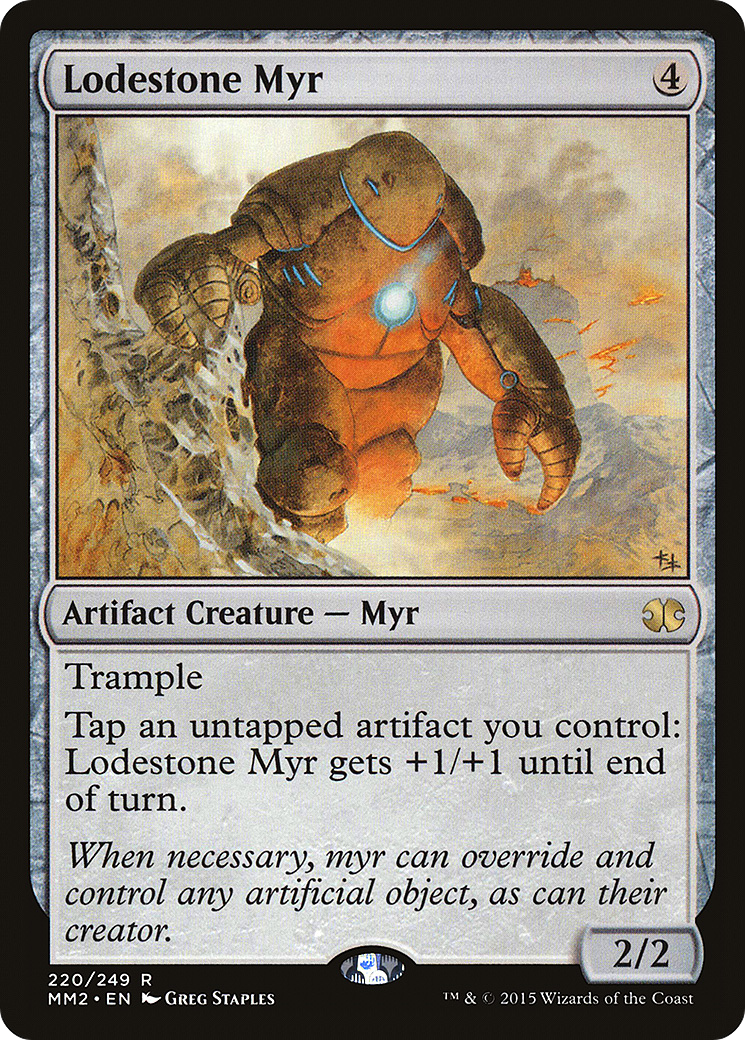 Lodestone Myr
4
Artifact Creature — Myr
Trample
Tap an untapped artifact you control:
Lodestone Myr gets +1/+1 until end
of turn.
When necessary, myr can override and
control any artificial object, as can their
creator.
2/2
220/249 R
MM2 • EN Greg Staples
™ & © 2015 Wizards of the Coast